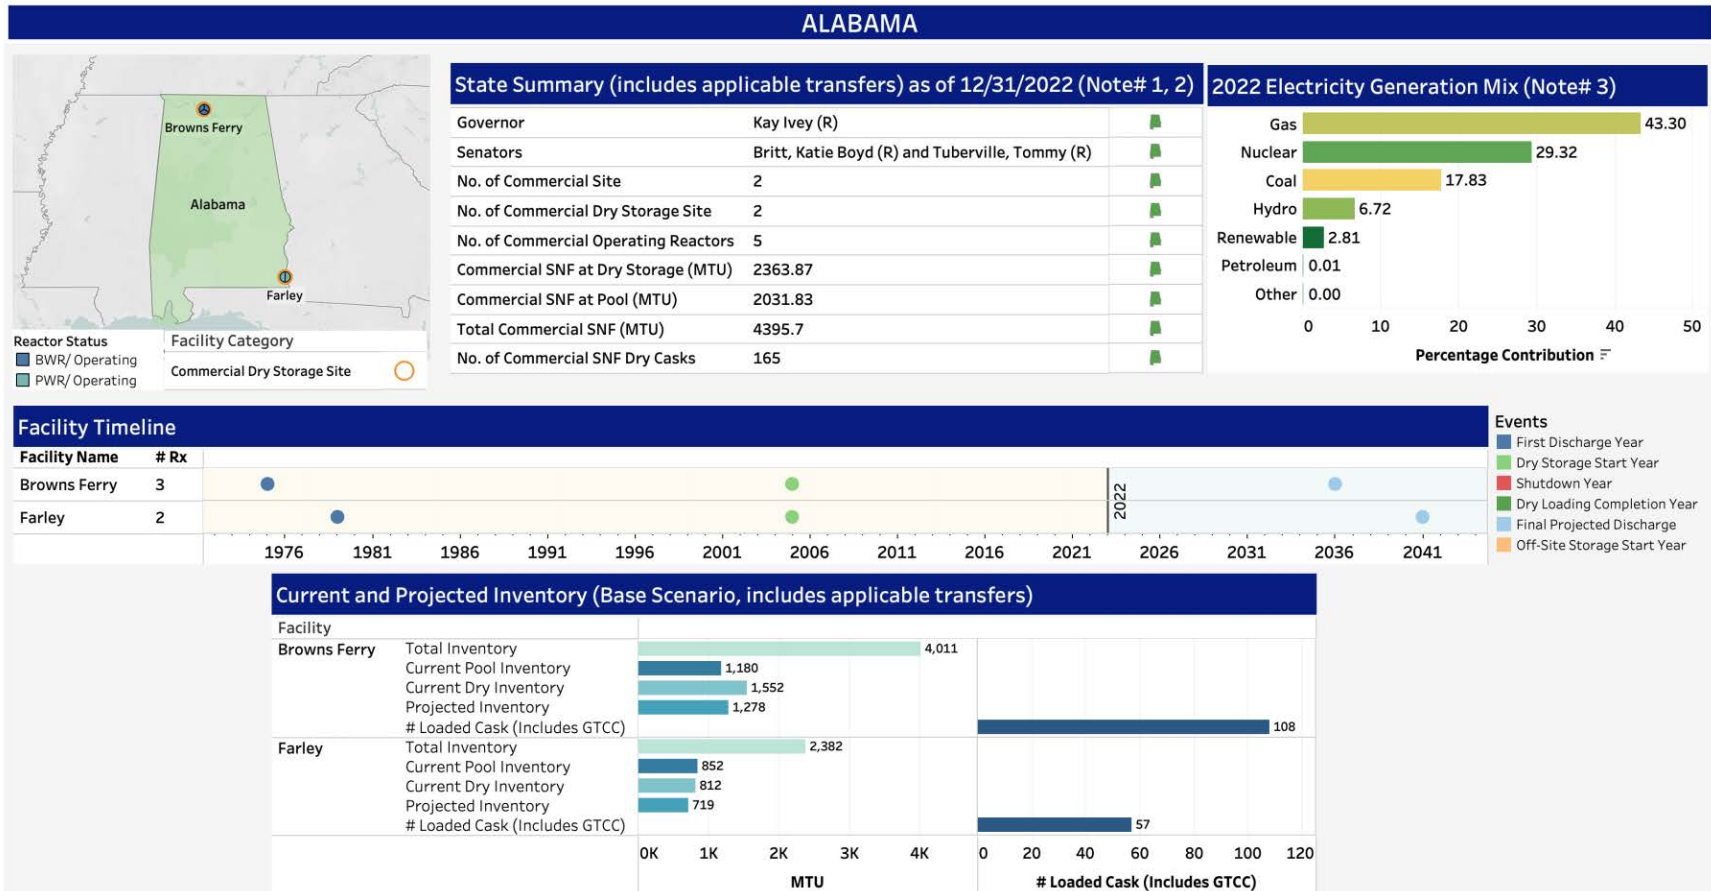 ALABAMA
Browns Ferry
Alabama
Farley
Reactor Status
BWR/ Operating
PWR/ Operating
Facility Category
Commercial Dry Storage Site
State Summary (includes applicable transfers) as of 12/31/2022 (Note# 1, 2)
Governor Kay Ivey (R)
Senators Britt, Katie Boyd (R) and Tuberville, Tommy (R)
No. of Commercial Site 2
No. of Commercial Dry Storage Site 2
No. of Commercial Operating Reactors 5
Commercial SNF at Dry Storage (MTU) 2363.87
Commercial SNF at Pool (MTU) 2031.83
Total Commercial SNF (MTU) 4395.7
No. of Commercial SNF Dry Casks 165
2022 Electricity Generation Mix (Note# 3)
Gas 43.30
Nuclear 29.32
Coal 17.83
Hydro 6.72
Renewable 2.81
Petroleum 0.01
Other 0.00
0 10 20 30 40 50
Percentage Contribution
Facility Timeline
Facility Name # Rx
Browns Ferry 3
Farley 2
2022
1976 1981 1986 1991 1996 2001 2006 2011 2016 2021 2026 2031 2036 2041
Events
First Discharge Year
Dry Storage Start Year
Shutdown Year
Dry Loading Completion Year
Final Projected Discharge
Off-Site Storage Start Year
Current and Projected Inventory (Base Scenario, includes applicable transfers)
Facility
Browns Ferry Total Inventory 4,011
Current Pool Inventory 1,180
Current Dry Inventory 1,552
Projected Inventory 1,278
# Loaded Cask (Includes GTCC) 108
Farley Total Inventory 2,382
Current Pool Inventory 852
Current Dry Inventory 812
Projected Inventory 719
# Loaded Cask (Includes GTCC) 57
0K 1K 2K 3K 4K 0 20 40 60 80 100 120
MTU # Loaded Cask (Includes GTCC)